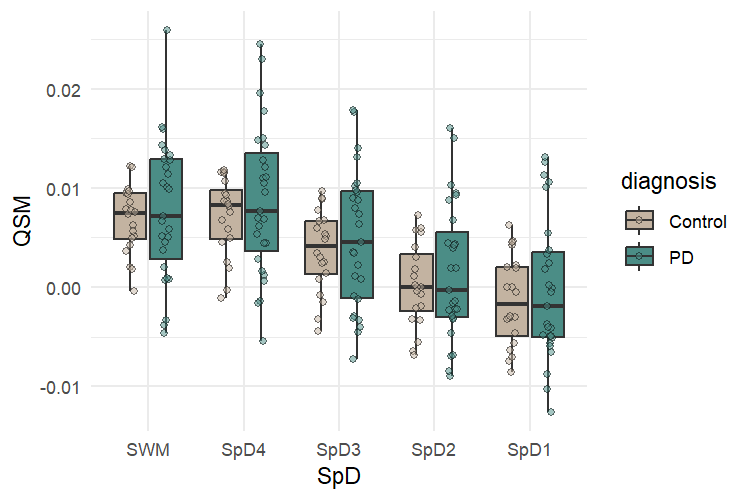 QSM
0.02
0.01
0.00
-0.01
SWM SpD4 SpD3 SpD2 SpD1
SpD
diagnosis
Control
PD